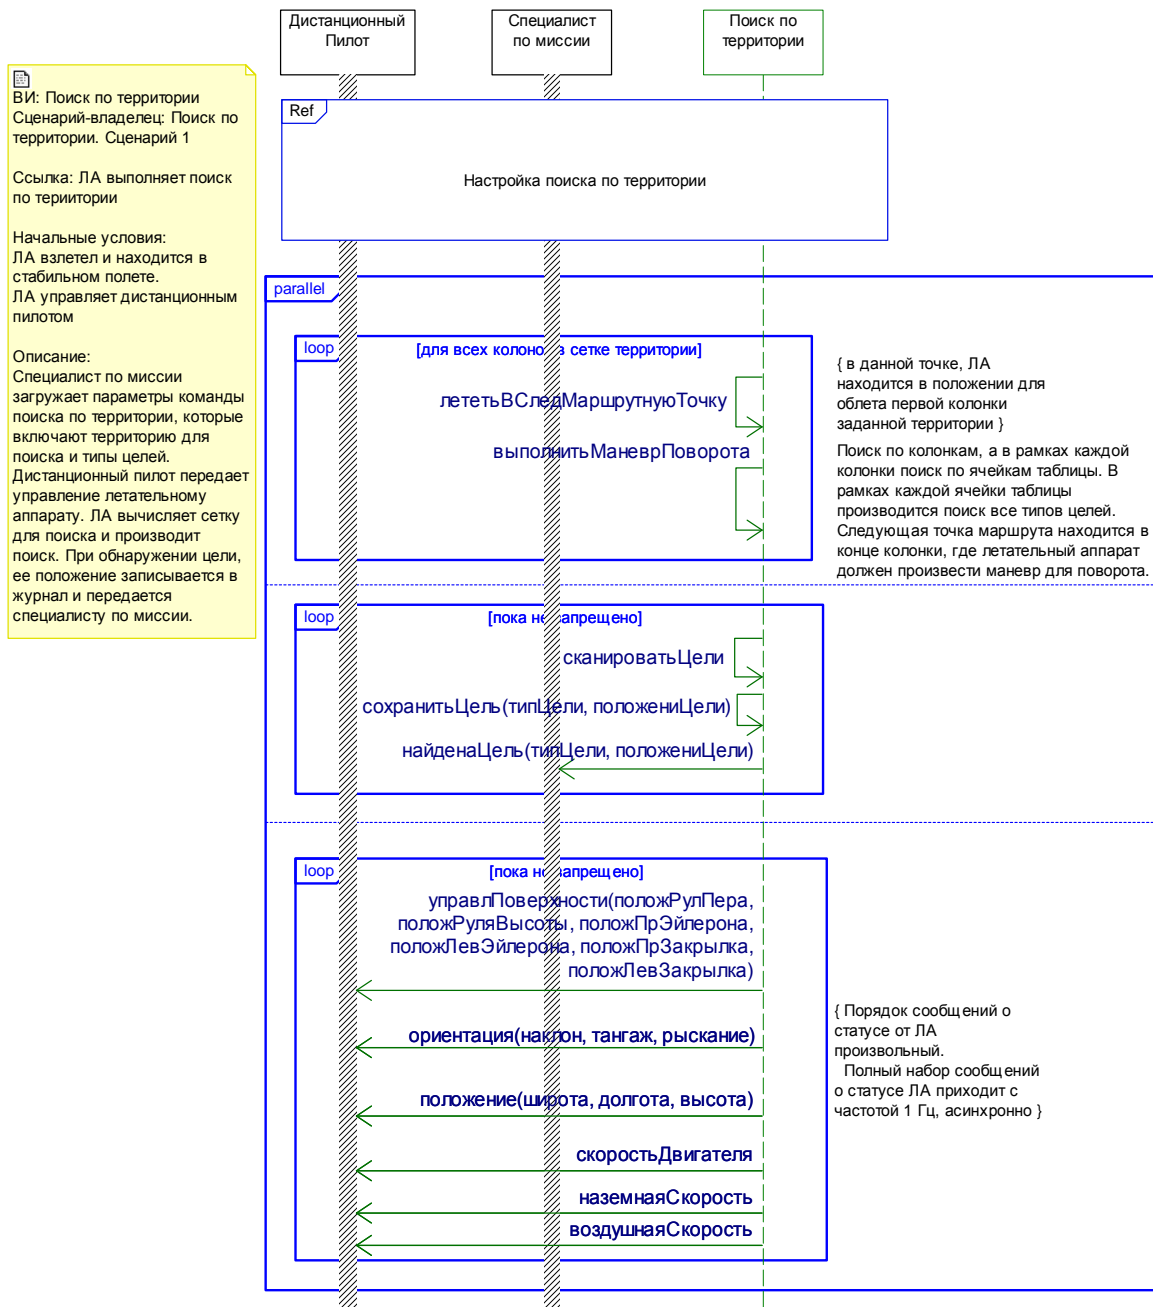 Дистанционный
Пилот
Специалист
по миссии
Поиск по
территории
ВИ: Поиск по территории
Сценарий-владелец: Поиск по
территории. Сценарий 1
Ссылка: ЛА выполняет поиск
по териитории
Начальные условия:
ЛА взлетел и находится в
стабильном полете.
ЛА управляет дистанционным
пилотом
Описание:
Специалист по миссии
загружает параметры команды
поиска по территории, которые
включают территорию для
поиска и типы целей.
Дистанционный пилот передает
управление летательному
аппарату. ЛА вычисляет сетку
для поиска и производит
поиск. При обнаружении цели,
ее положение записывается в
журнал и передается
специалисту по миссии.
Ref
Настройка поиска по территории
parallel
loop
[для всех колонок в сетке территории]
летътьВСледМаршрутнуюТочку
выполнитьМаневрПоворота
{ в данной точке, ЛА
находится в положении для
облета первой колонки
заданной территории }
Поиск по колонкам, а в рамках каждой
колонки поиск по ячейкам таблицы. В
рамках каждой ячейки таблицы
производится поиск все типов целей.
Следующая точка маршрута находится в
конце колонки, где летательный аппарат
должен произвести маневр для поворота.
loop
[пока не запрещено]
сканироватьЦели
сохранитьЦель(типЦели, положениЦели)
найденаЦель(типЦели, положениЦели)
loop
[пока не запрещено]
управлПоверхности(положРулПера,
положРуляВысоты, положПрЭйлерона,
положЛевЭйлерона, положПрЗакрылка,
положЛевЗакрылка)
ориентация(наклон, тангаж, рыскание)
положение(широта, долгота, высота)
скоростьДвигателя
наземнаяСкорость
воздушнаяСкорость
{ Порядок сообщений о
статусе от ЛА
произвольный.
Полный набор сообщений
о статусе ЛА приходит с
частотой 1 Гц, асинхронно }